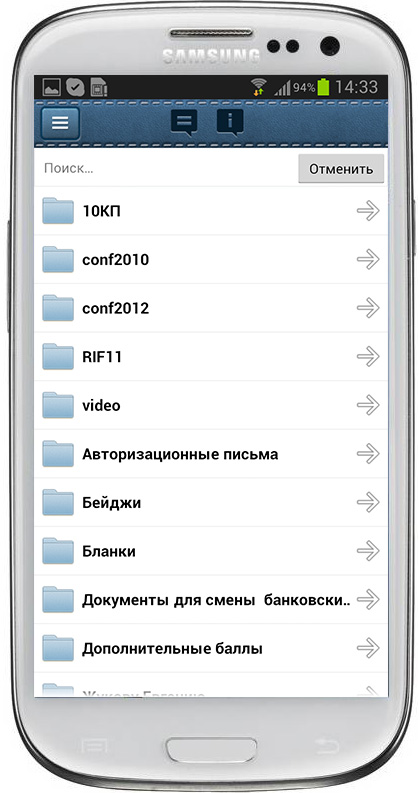 SAMSUNG
94% 14:33
Поиск... Отменить
10КП
conf2010
conf2012
RIF11
video
Авторизационные письма
Бейджи
Бланки
Документы для смены банковски..
Дополнительные баллы